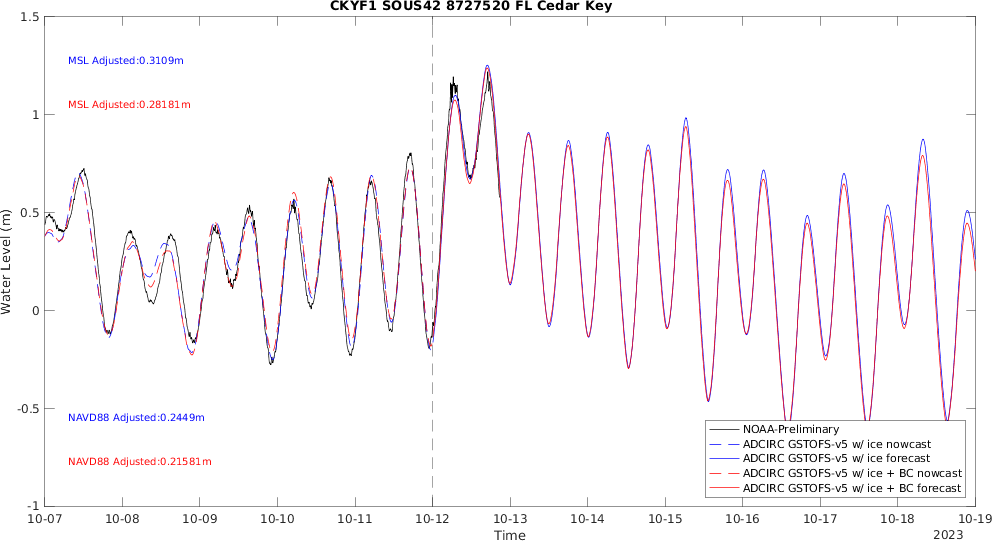 CKYF1 SOUS42 8727520 FL Cedar Key
1.5
MSL Adjusted:0.3109m
MSL Adjusted:0.28181m
1
0.5
Water Level (m)
0
-0.5
NAVD88 Adjusted:0.2449m
NAVD88 Adjusted:0.21581m
-1
NOAA-Preliminary
ADCIRC GSTOFS-v5 w/ ice nowcast
ADCIRC GSTOFS-v5 w/ ice forecast
ADCIRC GSTOFS-v5 w/ ice + BC nowcast
ADCIRC GSTOFS-v5 w/ ice + BC forecast
10-07 10-08 10-09 10-10 10-11 10-12 10-13 10-14 10-15 10-16 10-17 10-18 10-19
Time
2023